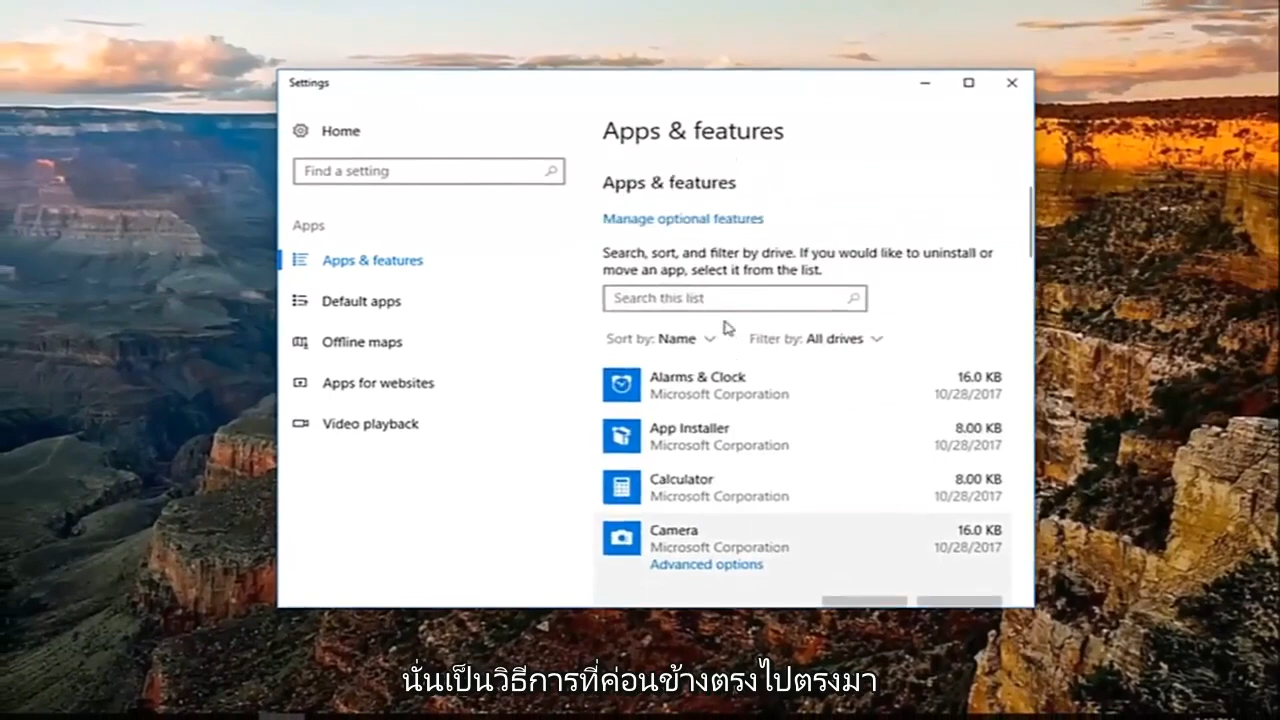 Settings
Home
Find a setting
Apps
Apps & features
Default apps
Offline maps
Apps for websites
Video playback
Apps & features
Apps & features
Manage optional features
Search, sort, and filter by drive. If you would like to uninstall or
move an app, select it from the list.
Search this list
Sort by: Name Filter by: All drives
Alarms & Clock 16.0 KB
Microsoft Corporation 10/28/2017
App Installer 8.00 KB
Microsoft Corporation 10/28/2017
Calculator 8.00 KB
Microsoft Corporation 10/28/2017
Camera 16.0 KB
Microsoft Corporation 10/28/2017
Advanced options
นั่นเป็นวิธีการที่ค่อนข้างตรงไปตรงมา